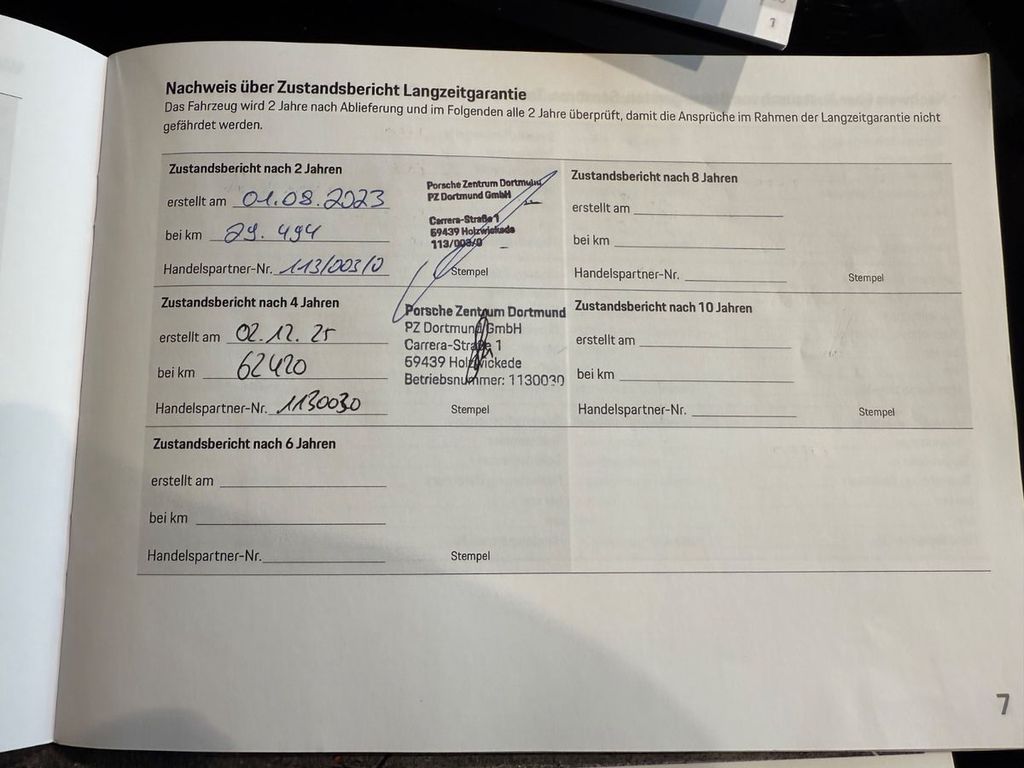 Nachweis über Zustandsbericht Langzeitgarantie
Das Fahrzeug wird 2 Jahre nach Ablieferung und im Folgenden alle 2 Jahre überprüft, damit die Ansprüche im Rahmen der Langzeitgarantie nicht
gefährdet werden.
Zustandsbericht nach 2 Jahren
erstellt am 01.08.2023
bei km 29.494
Handelspartner-Nr. 113/003/0
Porsche Zentrum Dortmund
PZ Dortmund GmbH
Carrera-Straße 1
59439 Holzwickede
113/003/0
Stempel
Zustandsbericht nach 4 Jahren
erstellt am 02.12.25
bei km 62420
Handelspartner-Nr. 1130030
Porsche Zentrum Dortmund
PZ Dortmund GmbH
Carrera-Straße 1
59439 Holzwickede
Betriebsnummer: 1130030
Stempel
Zustandsbericht nach 6 Jahren
erstellt am
bei km
Handelspartner-Nr.
Stempel
Zustandsbericht nach 8 Jahren
erstellt am
bei km
Handelspartner-Nr.
Stempel
Zustandsbericht nach 10 Jahren
erstellt am
bei km
Handelspartner-Nr.
Stempel
7